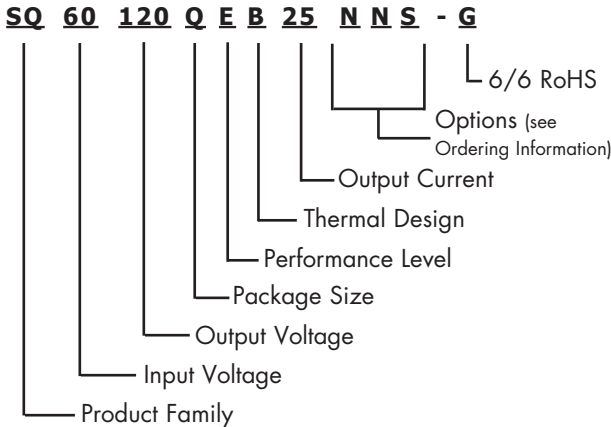 SQ 60 120 Q E B 25 N N S - G
6/6 RoHS
Options (see
Ordering Information)
Output Current
Thermal Design
Performance Level
Package Size
Output Voltage
Input Voltage
Product Family